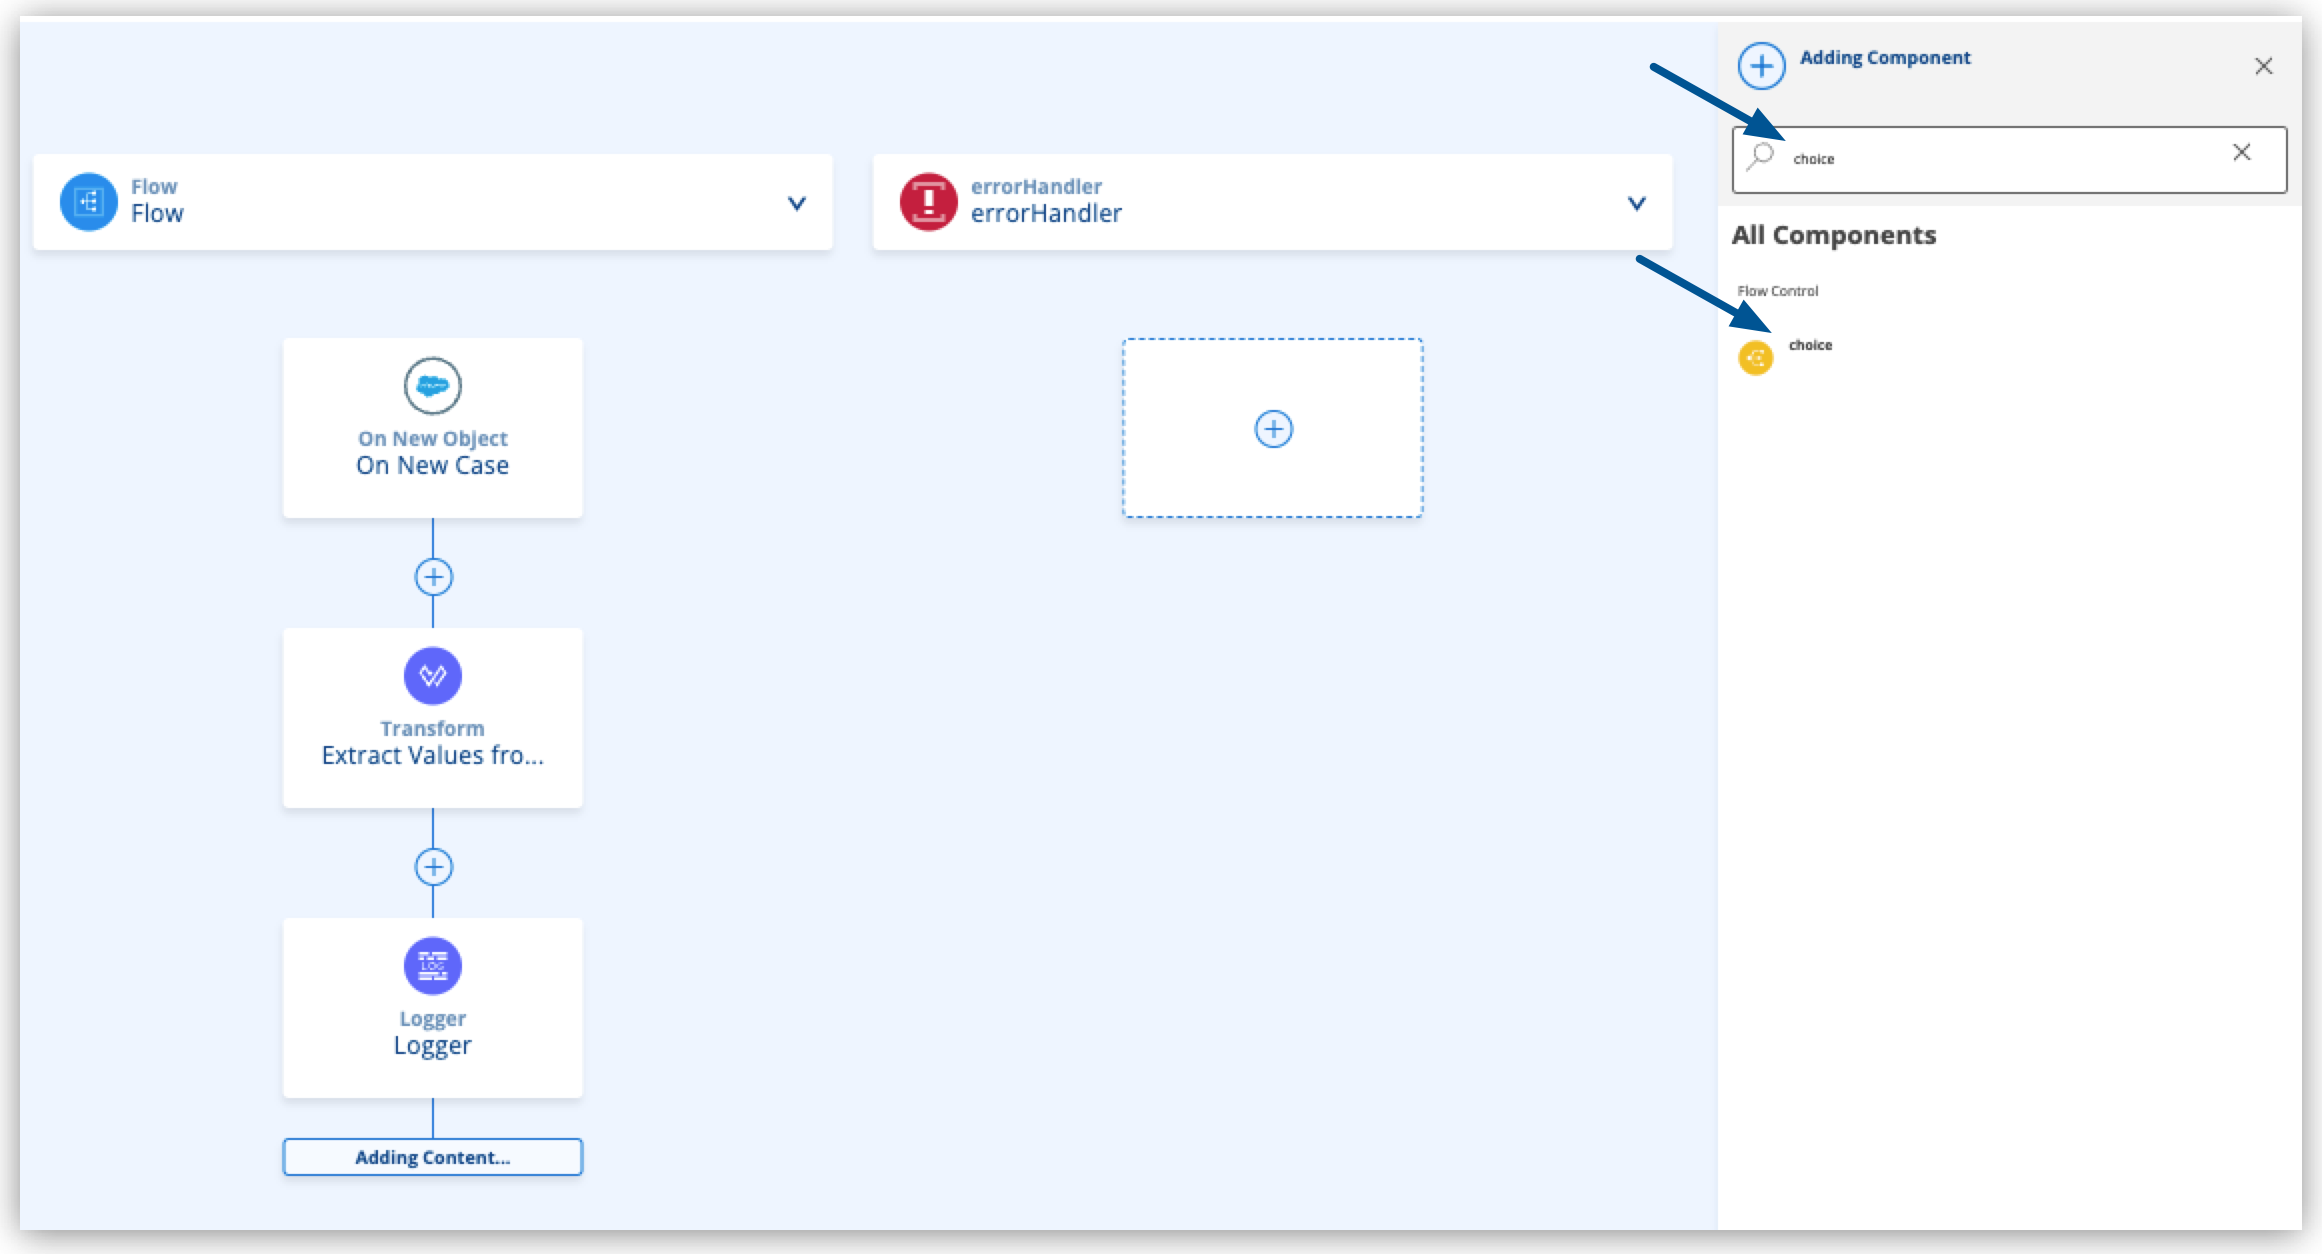 Adding Component
choice
Flow
Flow
errorHandler
errorHandler
All Components
Flow Control
choice
On New Object
On New Case
Transform
Extract Values fro...
LOG
Logger
Logger
Adding Content...